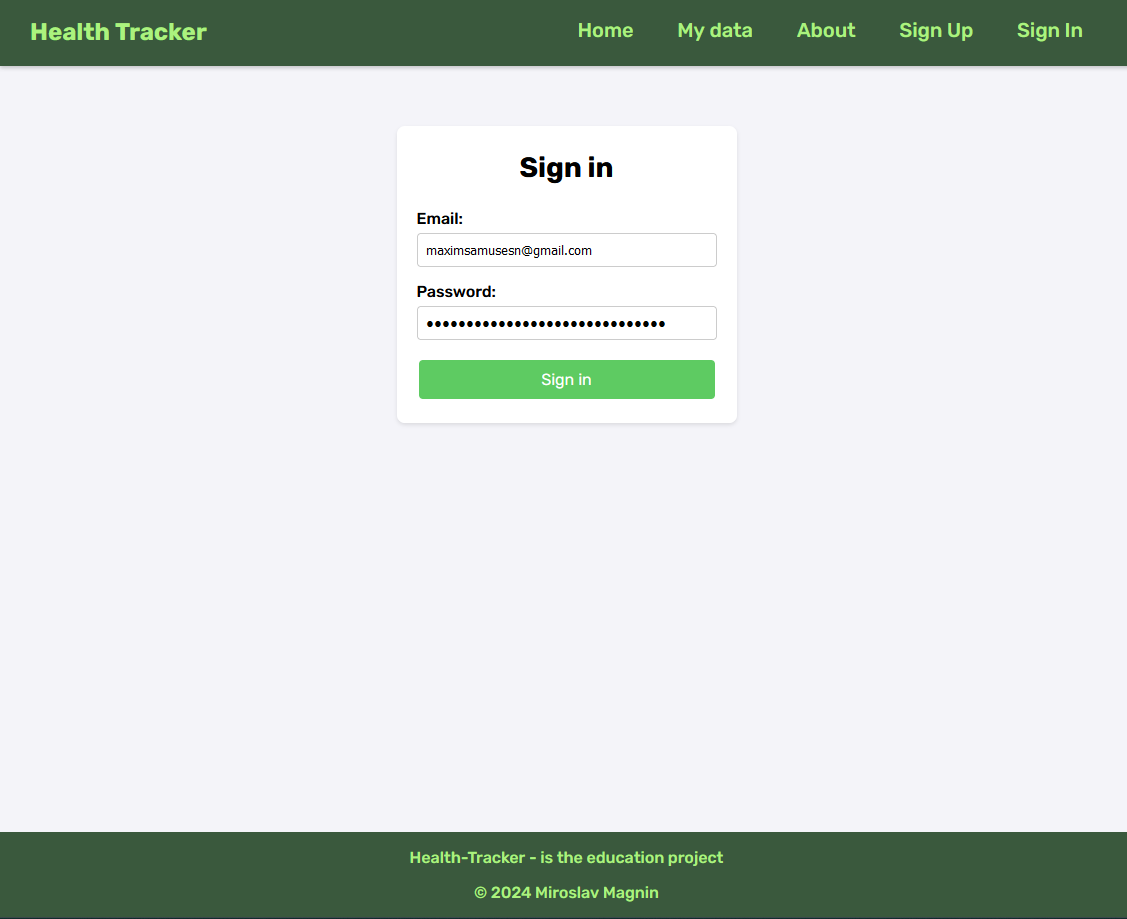 Health Tracker
Home My data About Sign Up Sign In
Sign in
Email:
maximsamusesn@gmail.com
Password:
••••••••••••••••••••••••••••••
Sign in
Health-Tracker - is the education project
© 2024 Miroslav Magnin